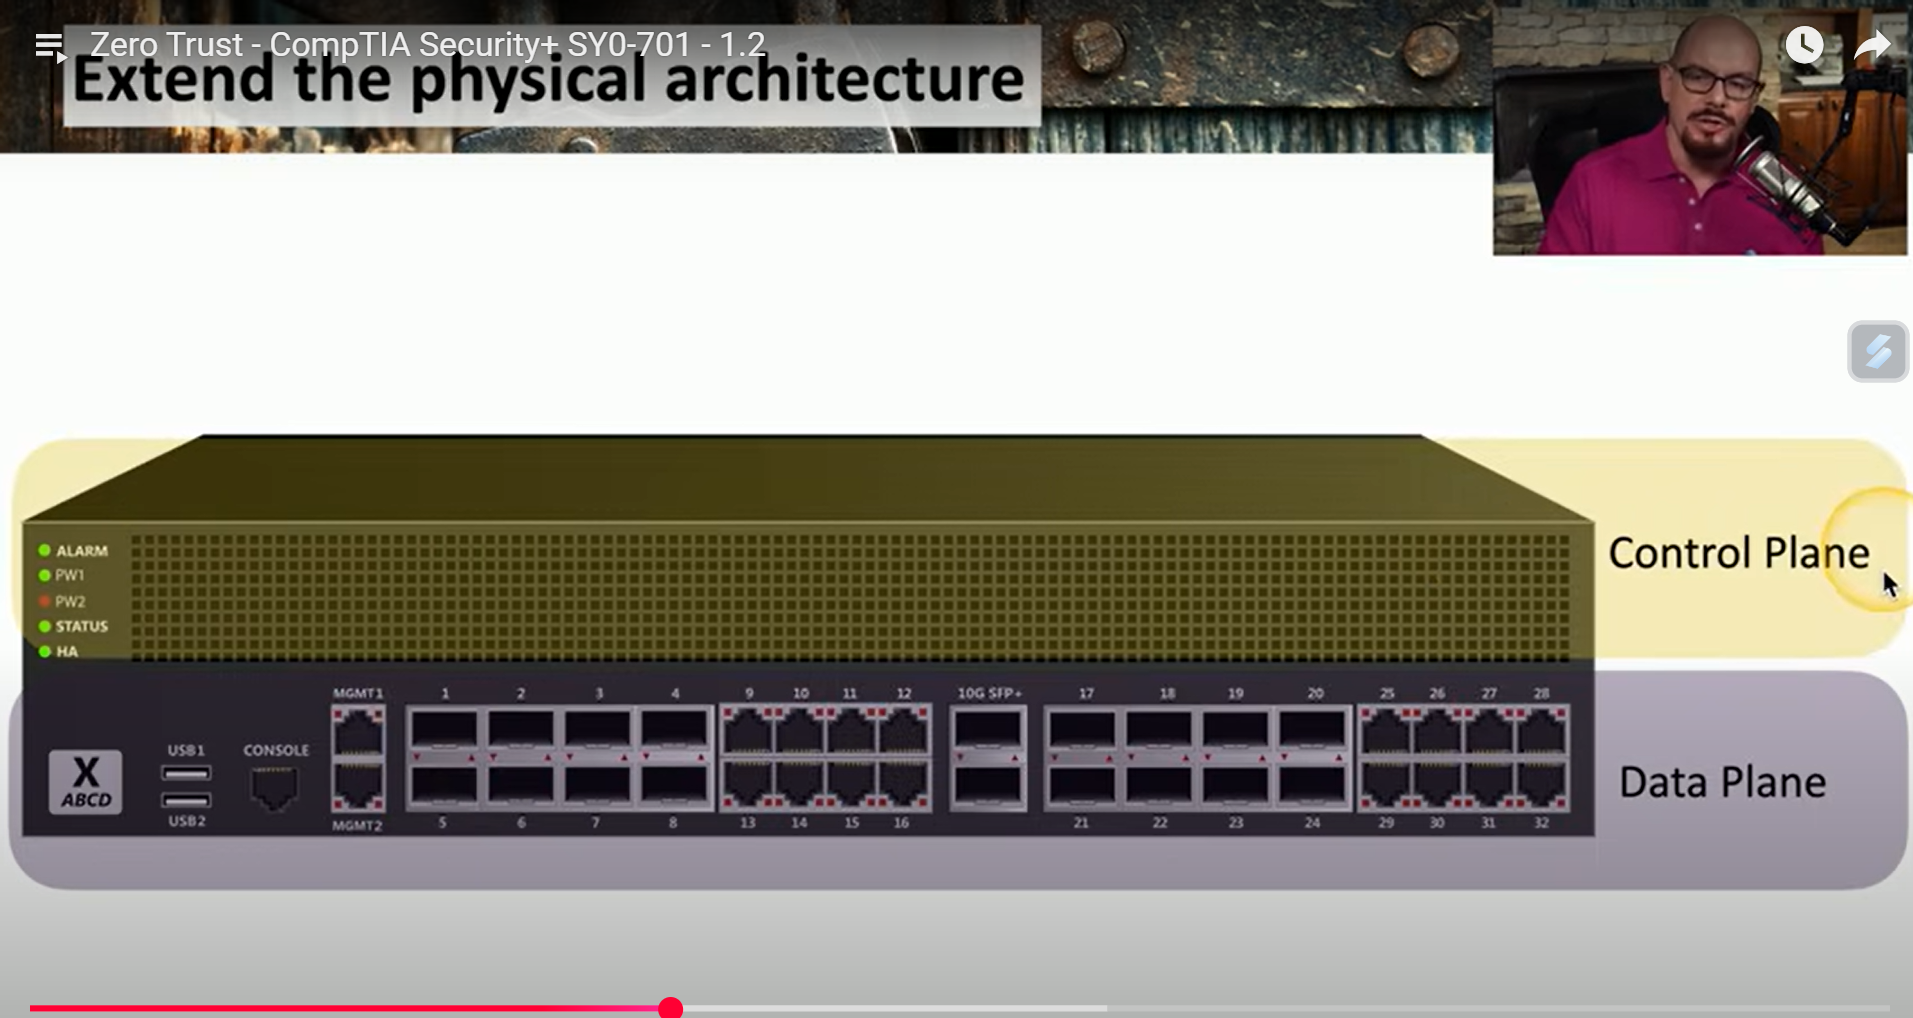 Zero Trust - CompTIA Security+ SY0-701 - 1.2
Extend the physical architecture
Control Plane
ALARM
PW1
PW2
STATUS
HA
MGMT1 1 2 3 4 9 10 11 12 10G SFP+ 17 18 19 20 25 26 27 28
USB1 CONSOLE
X
ABCD
Data Plane
USB2
MGMT2 5 6 7 8 13 14 15 16 21 22 23 24 29 30 31 32